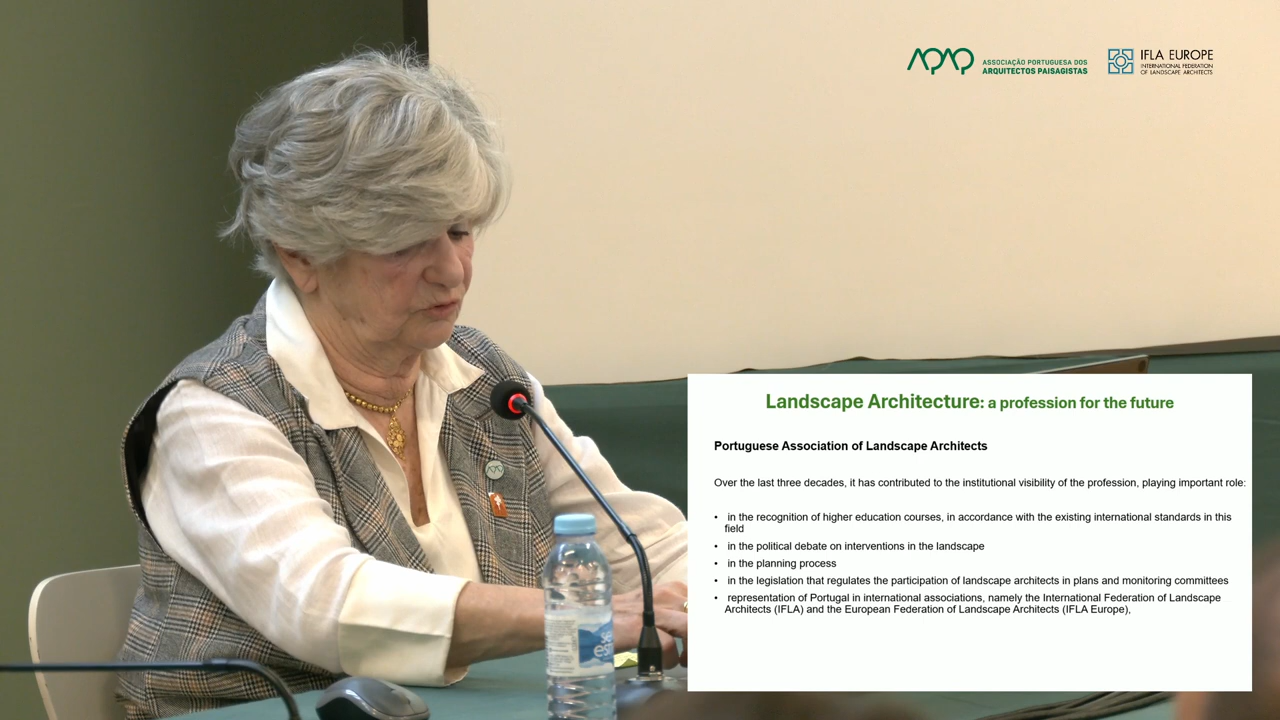 APAP
ASSOCIAÇÃO PORTUGUESA DOS
ARQUITECTOS PAISAGISTAS
IFLA EUROPE
INTERNATIONAL FEDERATION
OF LANDSCAPE ARCHITECTS
Landscape Architecture: a profession for the future
Portuguese Association of Landscape Architects
Over the last three decades, it has contributed to the institutional visibility of the profession, playing important role:
• in the recognition of higher education courses, in accordance with the existing international standards in this
field
• in the political debate on interventions in the landscape
• in the planning process
• in the legislation that regulates the participation of landscape architects in plans and monitoring committees
• representation of Portugal in international associations, namely the International Federation of Landscape
Architects (IFLA) and the European Federation of Landscape Architects (IFLA Europe),